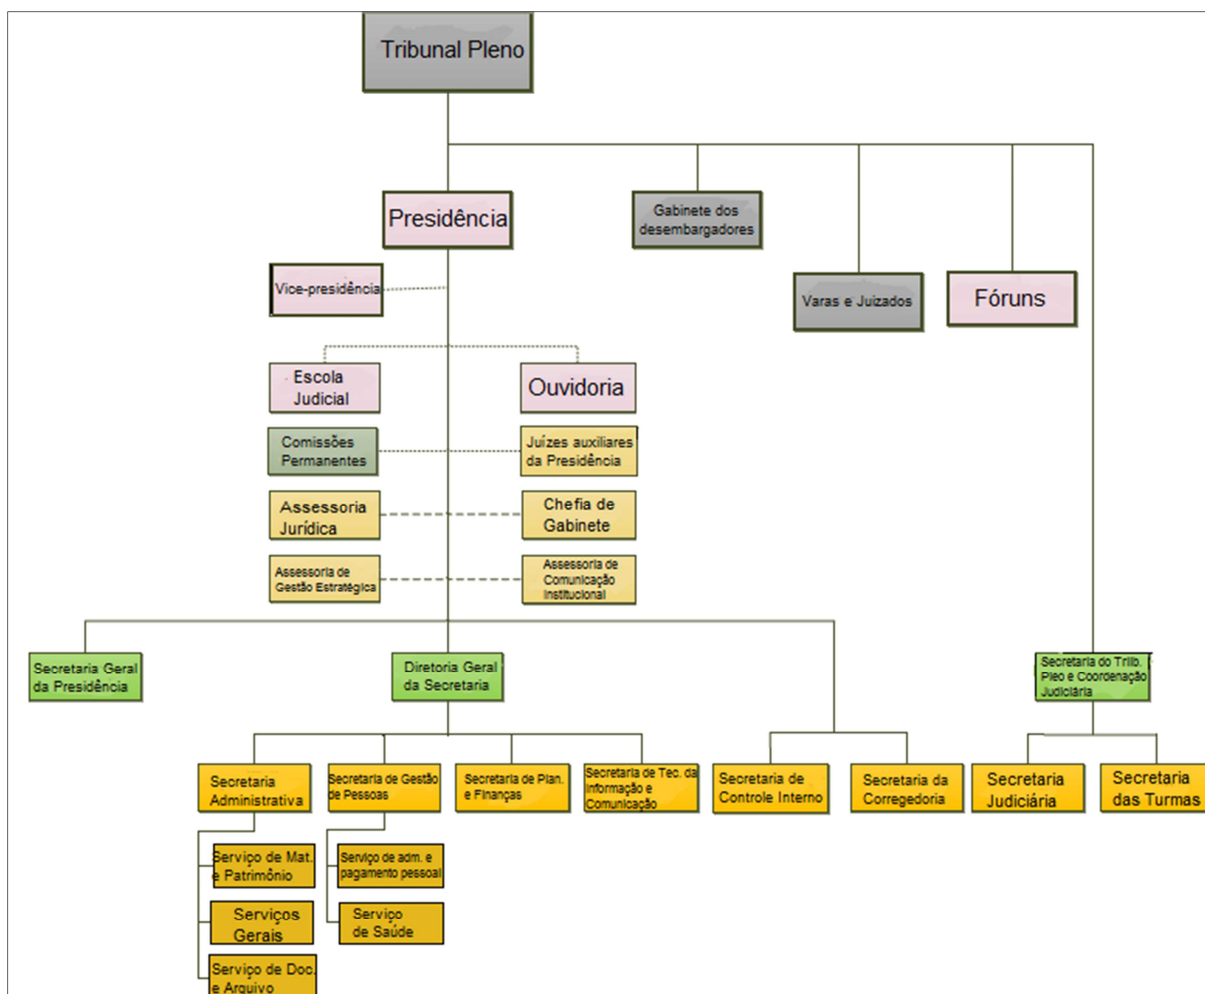 Tribunal Pleno
Presidência
Gabinete dos
desembargadores
Vice-presidência
Varas e Juizados
Fóruns
Escola
Judicial
Ouvidoria
Comissões
Permanentes
Juízes auxiliares
da Presidência
Assessoria
Jurídica
Chefia de
Gabinete
Assessoria de
Gestão Estratégica
Assessoria de
Comunicação
Institucional
Secretaria Geral
da Presidência
Diretoria Geral
da Secretaria
Secretaria do Trilb.
Pleo e Coordenação
Judiciária
Secretaria
Administrativa
Secretaria de Gestão
de Pessoas
Secretaria de Plan.
e Finanças
Secretaria de Tec. da
Informação e
Comunicação
Secretaria de
Controle Interno
Secretaria da
Corregedoria
Secretaria
Judiciária
Secretaria
das Turmas
Serviço de Mat.
e Patrimônio
Serviço de adm. e
pagamento pessoal
Serviços
Gerais
Serviço
de Saúde
Serviço de Doc.
e Arquivo